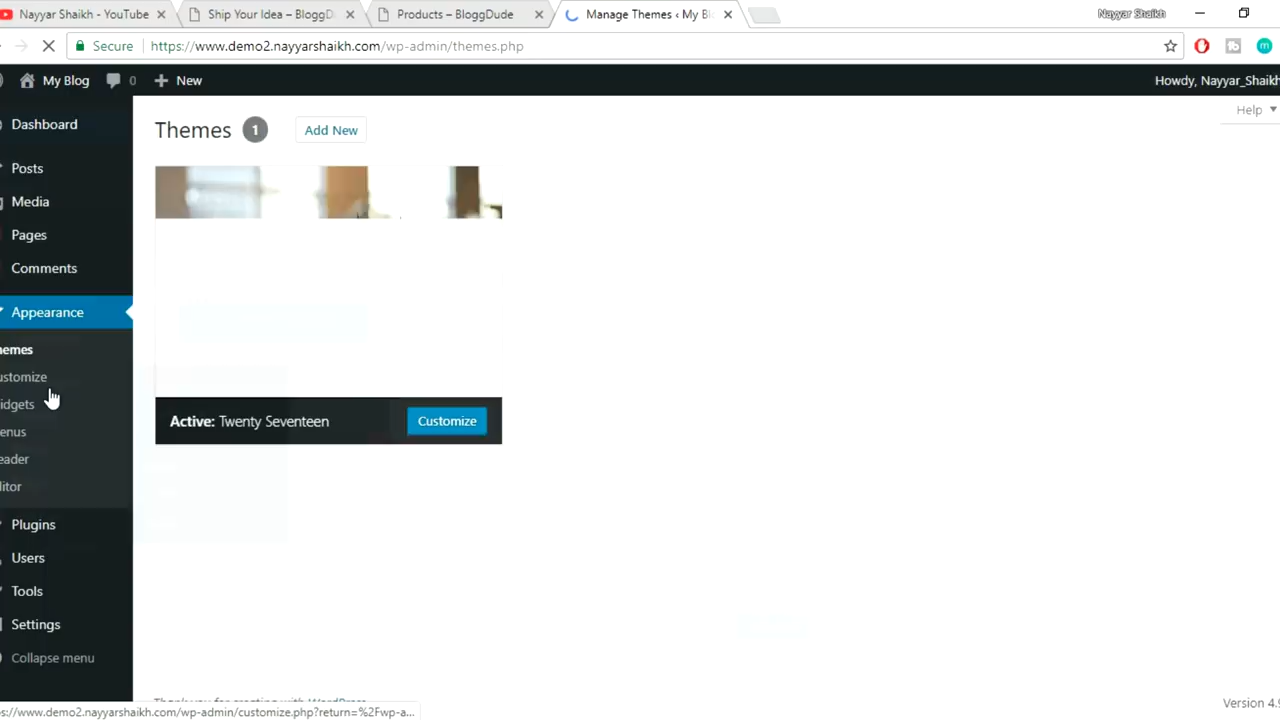 Nayyar Shaikh - YouTube
Ship Your Idea – BloggD
Products – BloggDude
Manage Themes ‹ My Bl
Nayyar Shaikh
Secure
https://www.demo2.nayyarshaikh.com/wp-admin/themes.php
My Blog
0
New
Howdy, Nayyar_Shaikh
Help
Dashboard
Posts
Media
Pages
Comments
Appearance
emes
ustomize
idgets
enus
eader
itor
Plugins
Users
Tools
Settings
Collapse menu
Themes 1
Add New
Active: Twenty Seventeen
Customize
Version 4.9
s://www.demo2.nayyarshaikh.com/wp-admin/customize.php?return=%2Fwp-a...